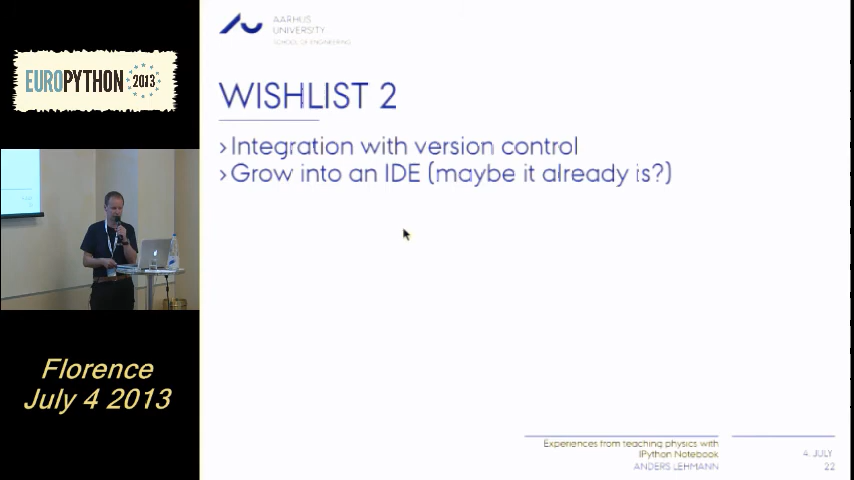 AARHUS
UNIVERSITY
SCHOOL OF ENGINEERING
EUROPYTHON 2013
WISHLIST 2
›Integration with version control
›Grow into an IDE (maybe it already is?)
Florence
July 4 2013
Experiences from teaching physics with
IPython Notebook
ANDERS LEHMANN
4. JULY
22